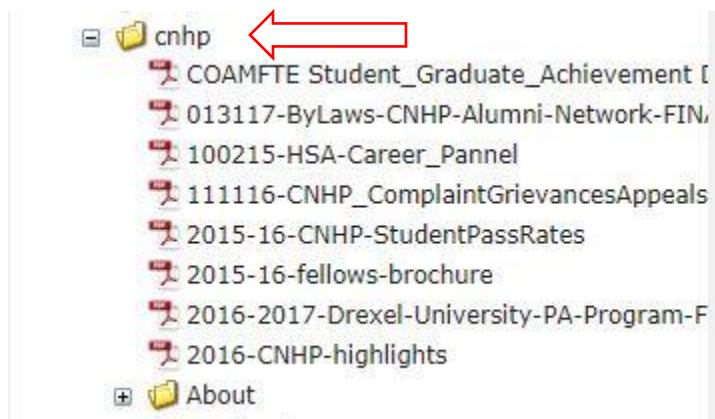 cnhp
COAMFTE Student_Graduate_Achievement
013117-ByLaws-CNHP-Alumni-Network-FIN
100215-HSA-Career_Pannel
111116-CNHP_ComplaintGrievancesAppeals
2015-16-CNHP-StudentPassRates
2015-16-fellows-brochure
2016-2017-Drexel-University-PA-Program-F
2016-CNHP-highlights
About